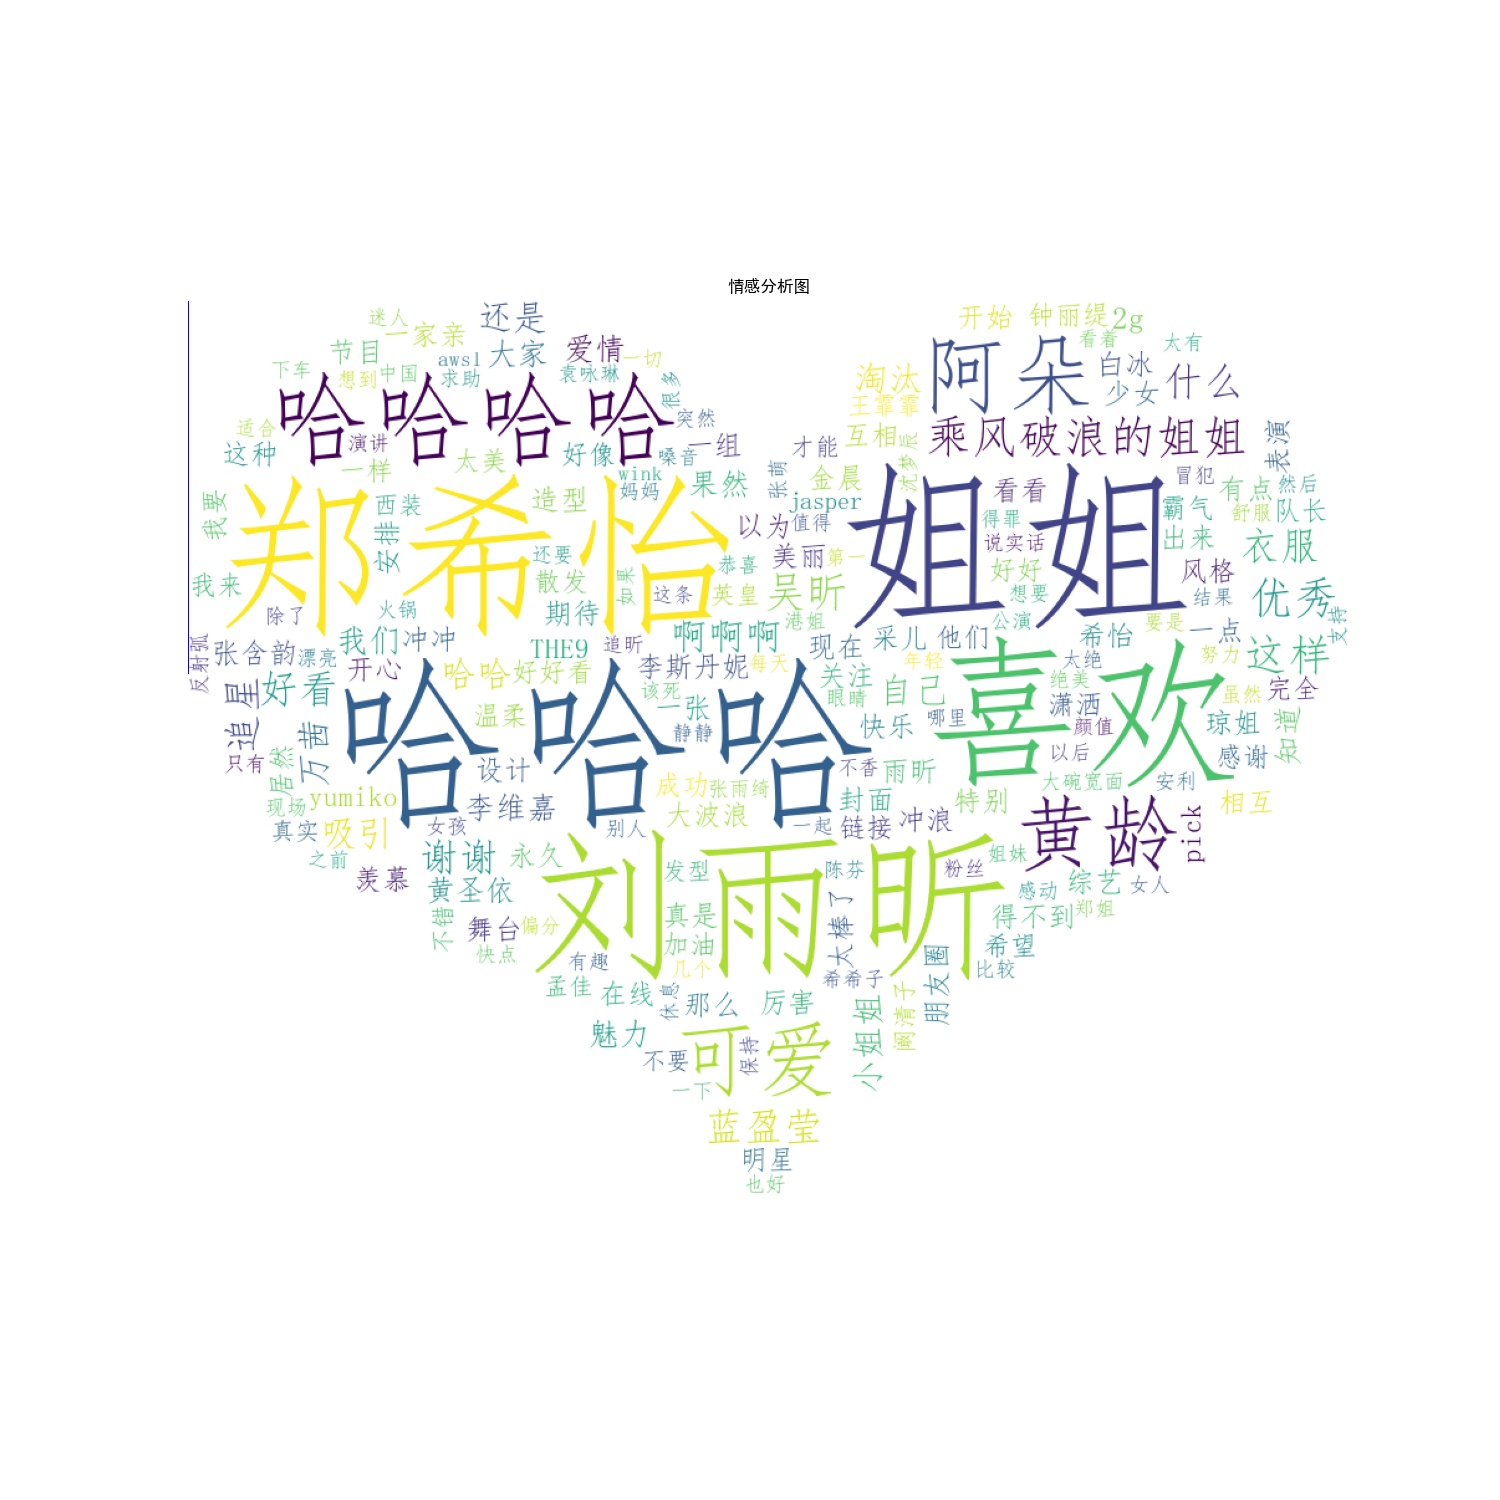 情感分析图
迷人
一家亲
还是
开始
钟丽缇
2g
节目
awsl
大家
爱情
一切
看着
太有
下车
想到
中国
求助
袁咏琳
很多
淘汰
阿朵
白冰
少女
什么
哈哈哈哈
王霏霏
适合
演讲
突然
互相
乘风破浪的姐姐
表演
这种
一样
太美
好像
嗓音
一组
才能
沈梦辰
wink
张萌
金晨
冒犯
我要
西装
造型
妈妈
果然
jasper
看看
有点
然后
郑希怡
姐姐
霸气
舒服
队长
安排
以为
值得
得罪
出来
衣服
还要
恭喜
美丽
第一
说实话
好好
风格
我来
散发
如果
这条
英皇
吴昕
想要
结果
优秀
除了
火锅
期待
港姐
公演
要是
一点
支持
反射弧
我们
冲冲
THE9
追昕
啊啊啊
现在
采儿
他们
希怡
这样
张含韵
漂亮
开心
哈哈
好好看
李斯丹妮
每天
年轻
喜欢
太绝
努力
追星
好看
该死
一张
关注
眼睛
自己
绝美
虽然
完全
温柔
哈哈哈
静静
快乐
哪里
潇洒
颜值
琼姐
知道
只有
居然
万茜
设计
不香
雨昕
以后
感谢
现场
yumiko
李维嘉
成功
张雨绮
封面
特别
大碗宽面
安利
相互
真实
吸引
女孩
别人
大波浪
一起
链接
冲浪
黄龄
pick
之前
羡慕
谢谢
永久
刘雨昕
发型
陈芬
粉丝
姐妹
黄圣依
感动
综艺
女人
不错
舞台
偏分
真是
太棒了
得不到
郑姐
快点
有趣
加油
几个
希希子
朋友圈
希望
比较
孟佳
在线
休息
那么
厉害
小姐姐
阚清子
魅力
不要
可爱
保持
一下
蓝盈莹
明星
也好